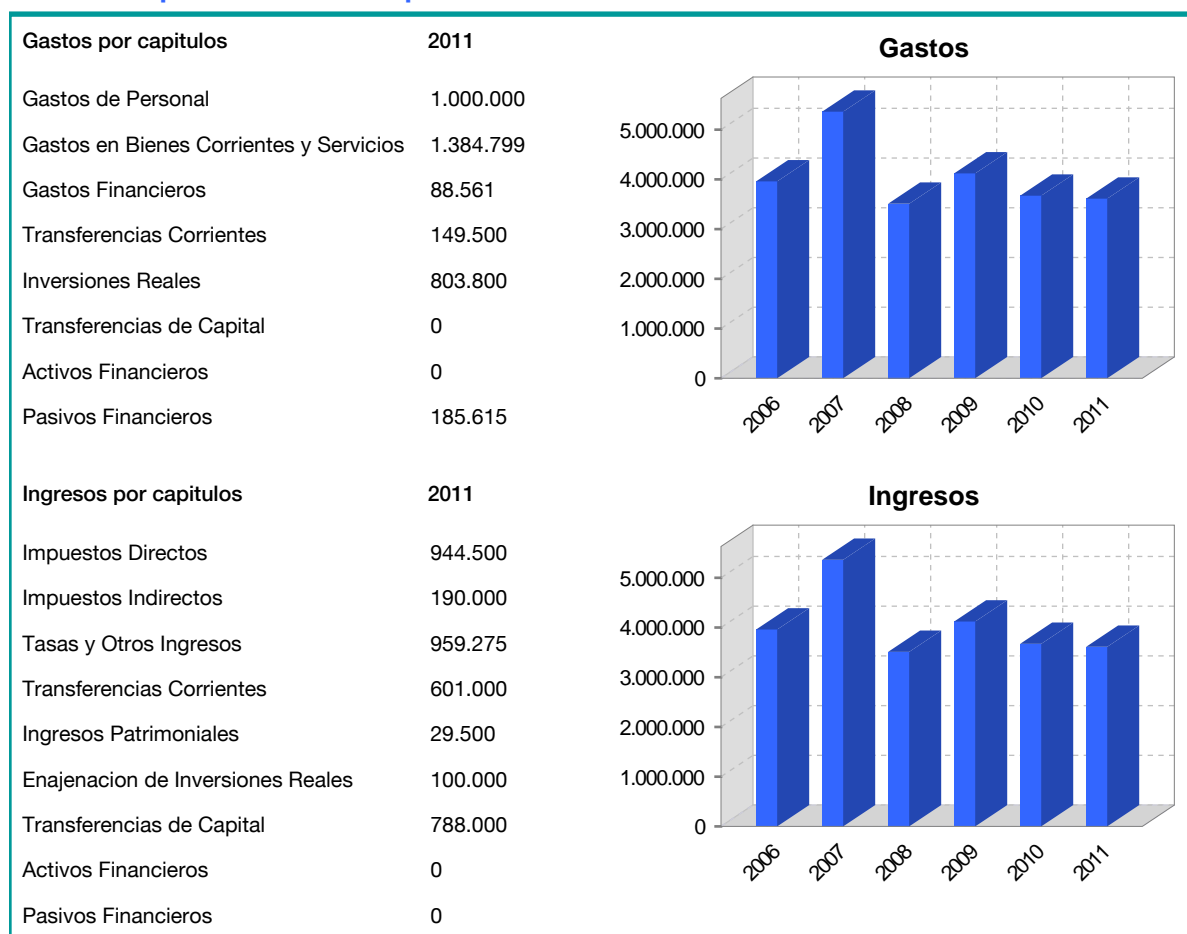 Gastos por capitulos 2011
Gastos de Personal 1.000.000
Gastos en Bienes Corrientes y Servicios 1.384.799
Gastos Financieros 88.561
Transferencias Corrientes 149.500
Inversiones Reales 803.800
Transferencias de Capital 0
Activos Financieros 0
Pasivos Financieros 185.615
Gastos
5.000.000
4.000.000
3.000.000
2.000.000
1.000.000
0
2006 2007 2008 2009 2010 2011
Ingresos por capitulos 2011
Impuestos Directos 944.500
Impuestos Indirectos 190.000
Tasas y Otros Ingresos 959.275
Transferencias Corrientes 601.000
Ingresos Patrimoniales 29.500
Enajenacion de Inversiones Reales 100.000
Transferencias de Capital 788.000
Activos Financieros 0
Pasivos Financieros 0
Ingresos
5.000.000
4.000.000
3.000.000
2.000.000
1.000.000
0
2006 2007 2008 2009 2010 2011